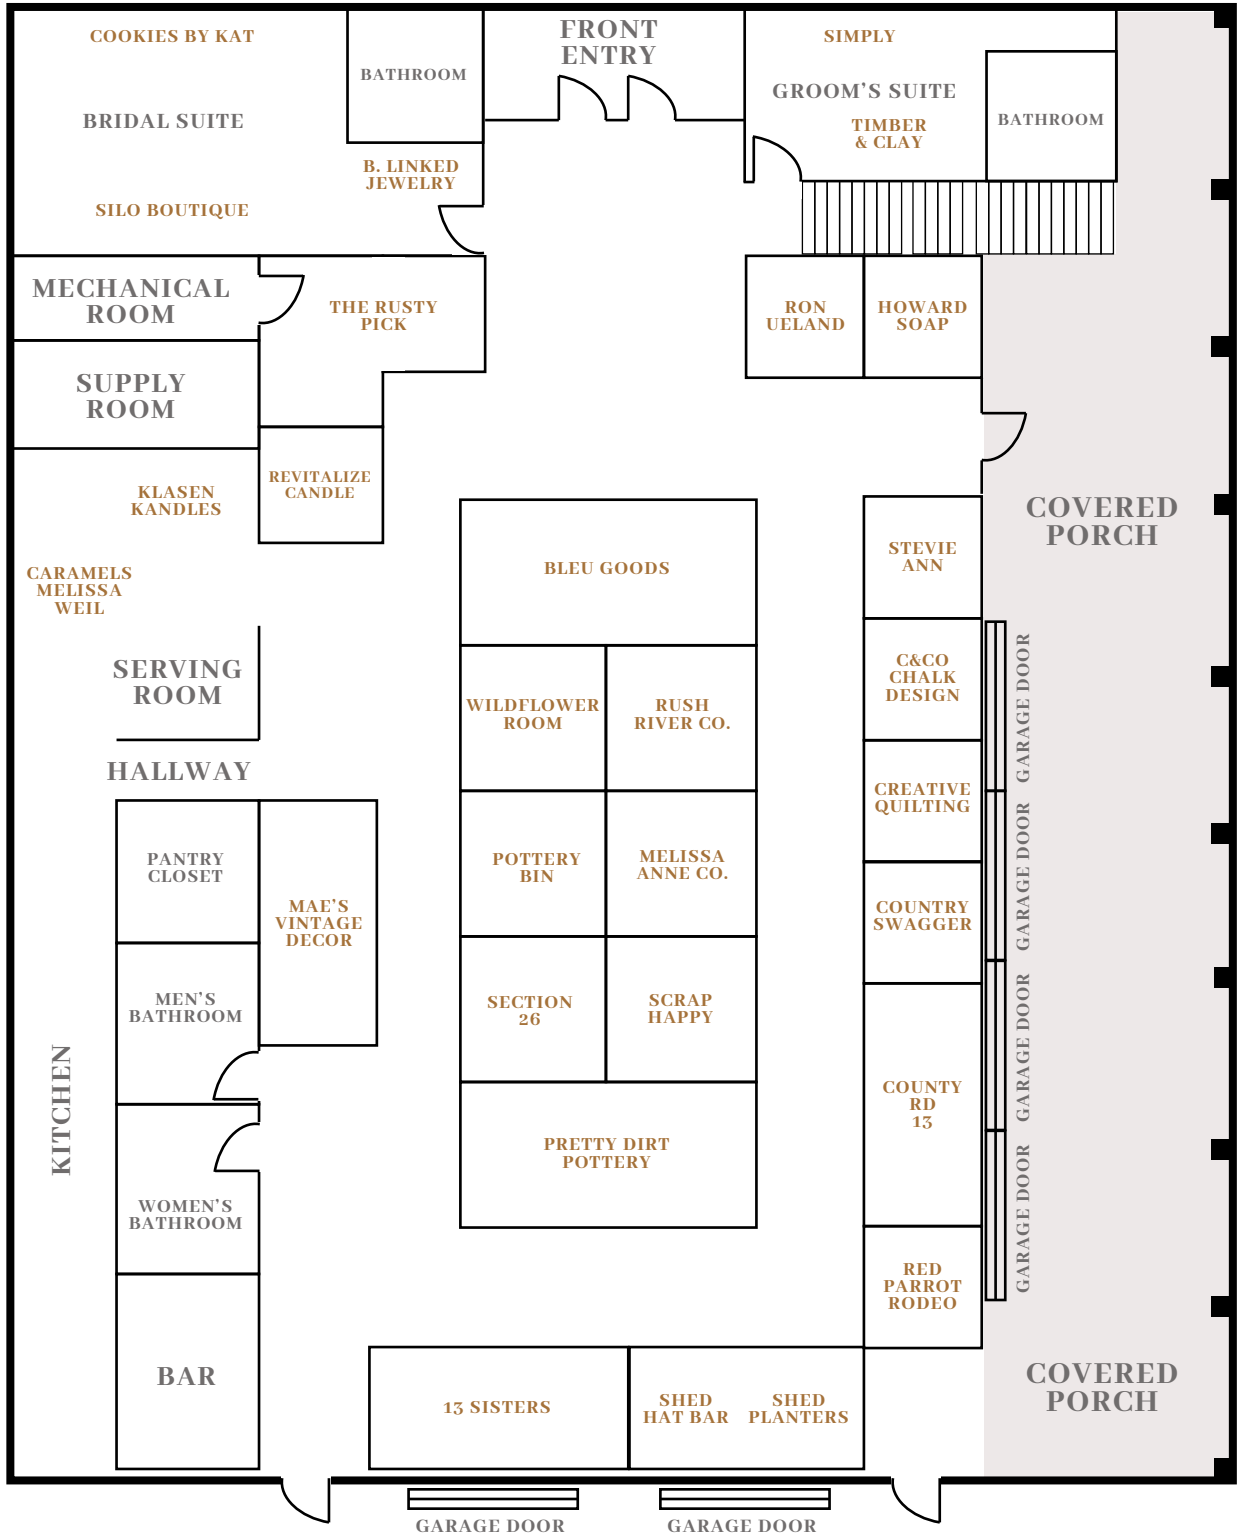 COOKIES BY KAT
BATHROOM
BRIDAL SUITE
B. LINKED
JEWELRY
SILO BOUTIQUE
FRONT
ENTRY
SIMPLY
GROOM'S SUITE
TIMBER
& CLAY
BATHROOM
MECHANICAL
ROOM
THE RUSTY
PICK
SUPPLY
ROOM
REVITALIZE
CANDLE
RON
UELAND
HOWARD
SOAP
KLASEN
KANDLES
CARAMELS
MELISSA
WEIL
SERVING
ROOM
HALLWAY
PANTRY
CLOSET
MAE'S
VINTAGE
DECOR
MEN'S
BATHROOM
KITCHEN
WOMEN'S
BATHROOM
BAR
BLEU GOODS
WILDFLOWER
ROOM
RUSH
RIVER CO.
POTTERY
BIN
MELISSA
ANNE CO.
SECTION
26
SCRAP
HAPPY
PRETTY DIRT
POTTERY
STEVIE
ANN
C&CO
CHALK
DESIGN
CREATIVE
QUILTING
COUNTRY
SWAGGER
COUNTY
RD
13
RED
PARROT
RODEO
COVERED
PORCH
GARAGE DOOR
GARAGE DOOR
GARAGE DOOR
GARAGE DOOR
COVERED
PORCH
13 SISTERS
SHED
HAT BAR
SHED
PLANTERS
GARAGE DOOR
GARAGE DOOR